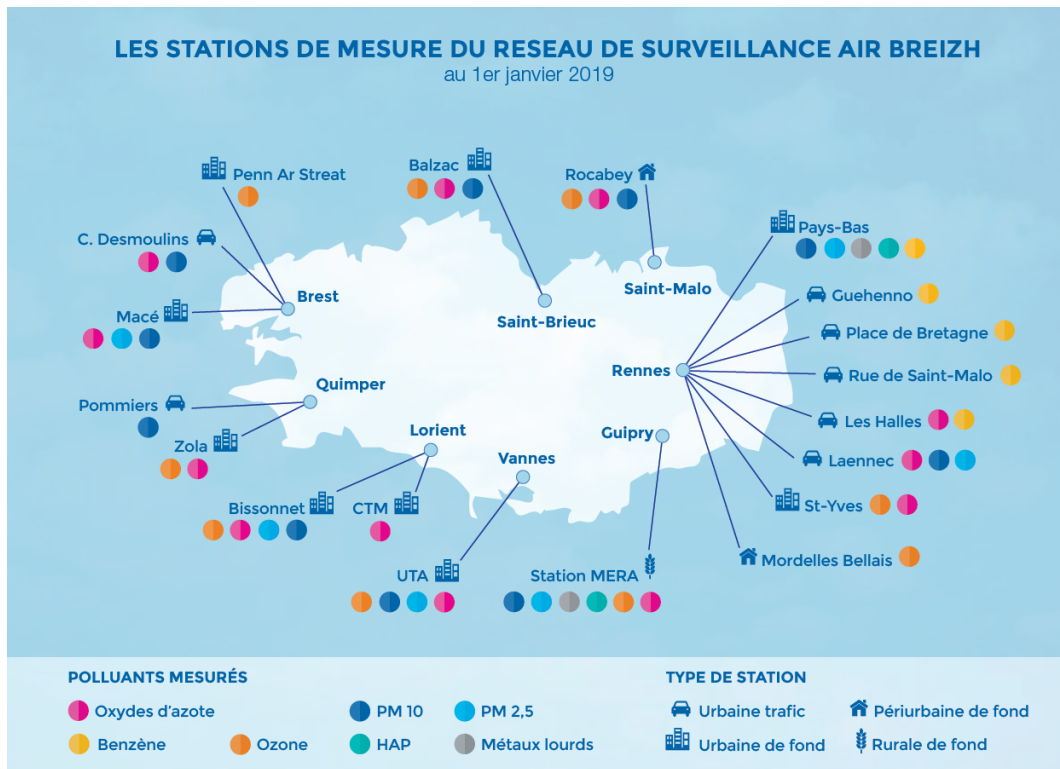 LES STATIONS DE MESURE DU RESEAU DE SURVEILLANCE AIR BREIZH
au 1er janvier 2019
Penn Ar Streat
Balzac
Rocabey
C. Desmoulins
Pays-Bas
Macé
Brest
Saint-Malo
Guehenno
Saint-Brieuc
Place de Bretagne
Rennes
Rue de Saint-Malo
Quimper
Pommiers
Les Halles
Lorient
Guipry
Zola
Vannes
Laennec
Bissonnet
CTM
St-Yves
UTA
Station MERA
Mordelles Bellais
POLLUANTS MESURÉS
Oxydes d'azote
PM 10
PM 2,5
Benzène
Ozone
HAP
Métaux lourds
TYPE DE STATION
Urbaine trafic
Périurbaine de fond
Urbaine de fond
Rurale de fond